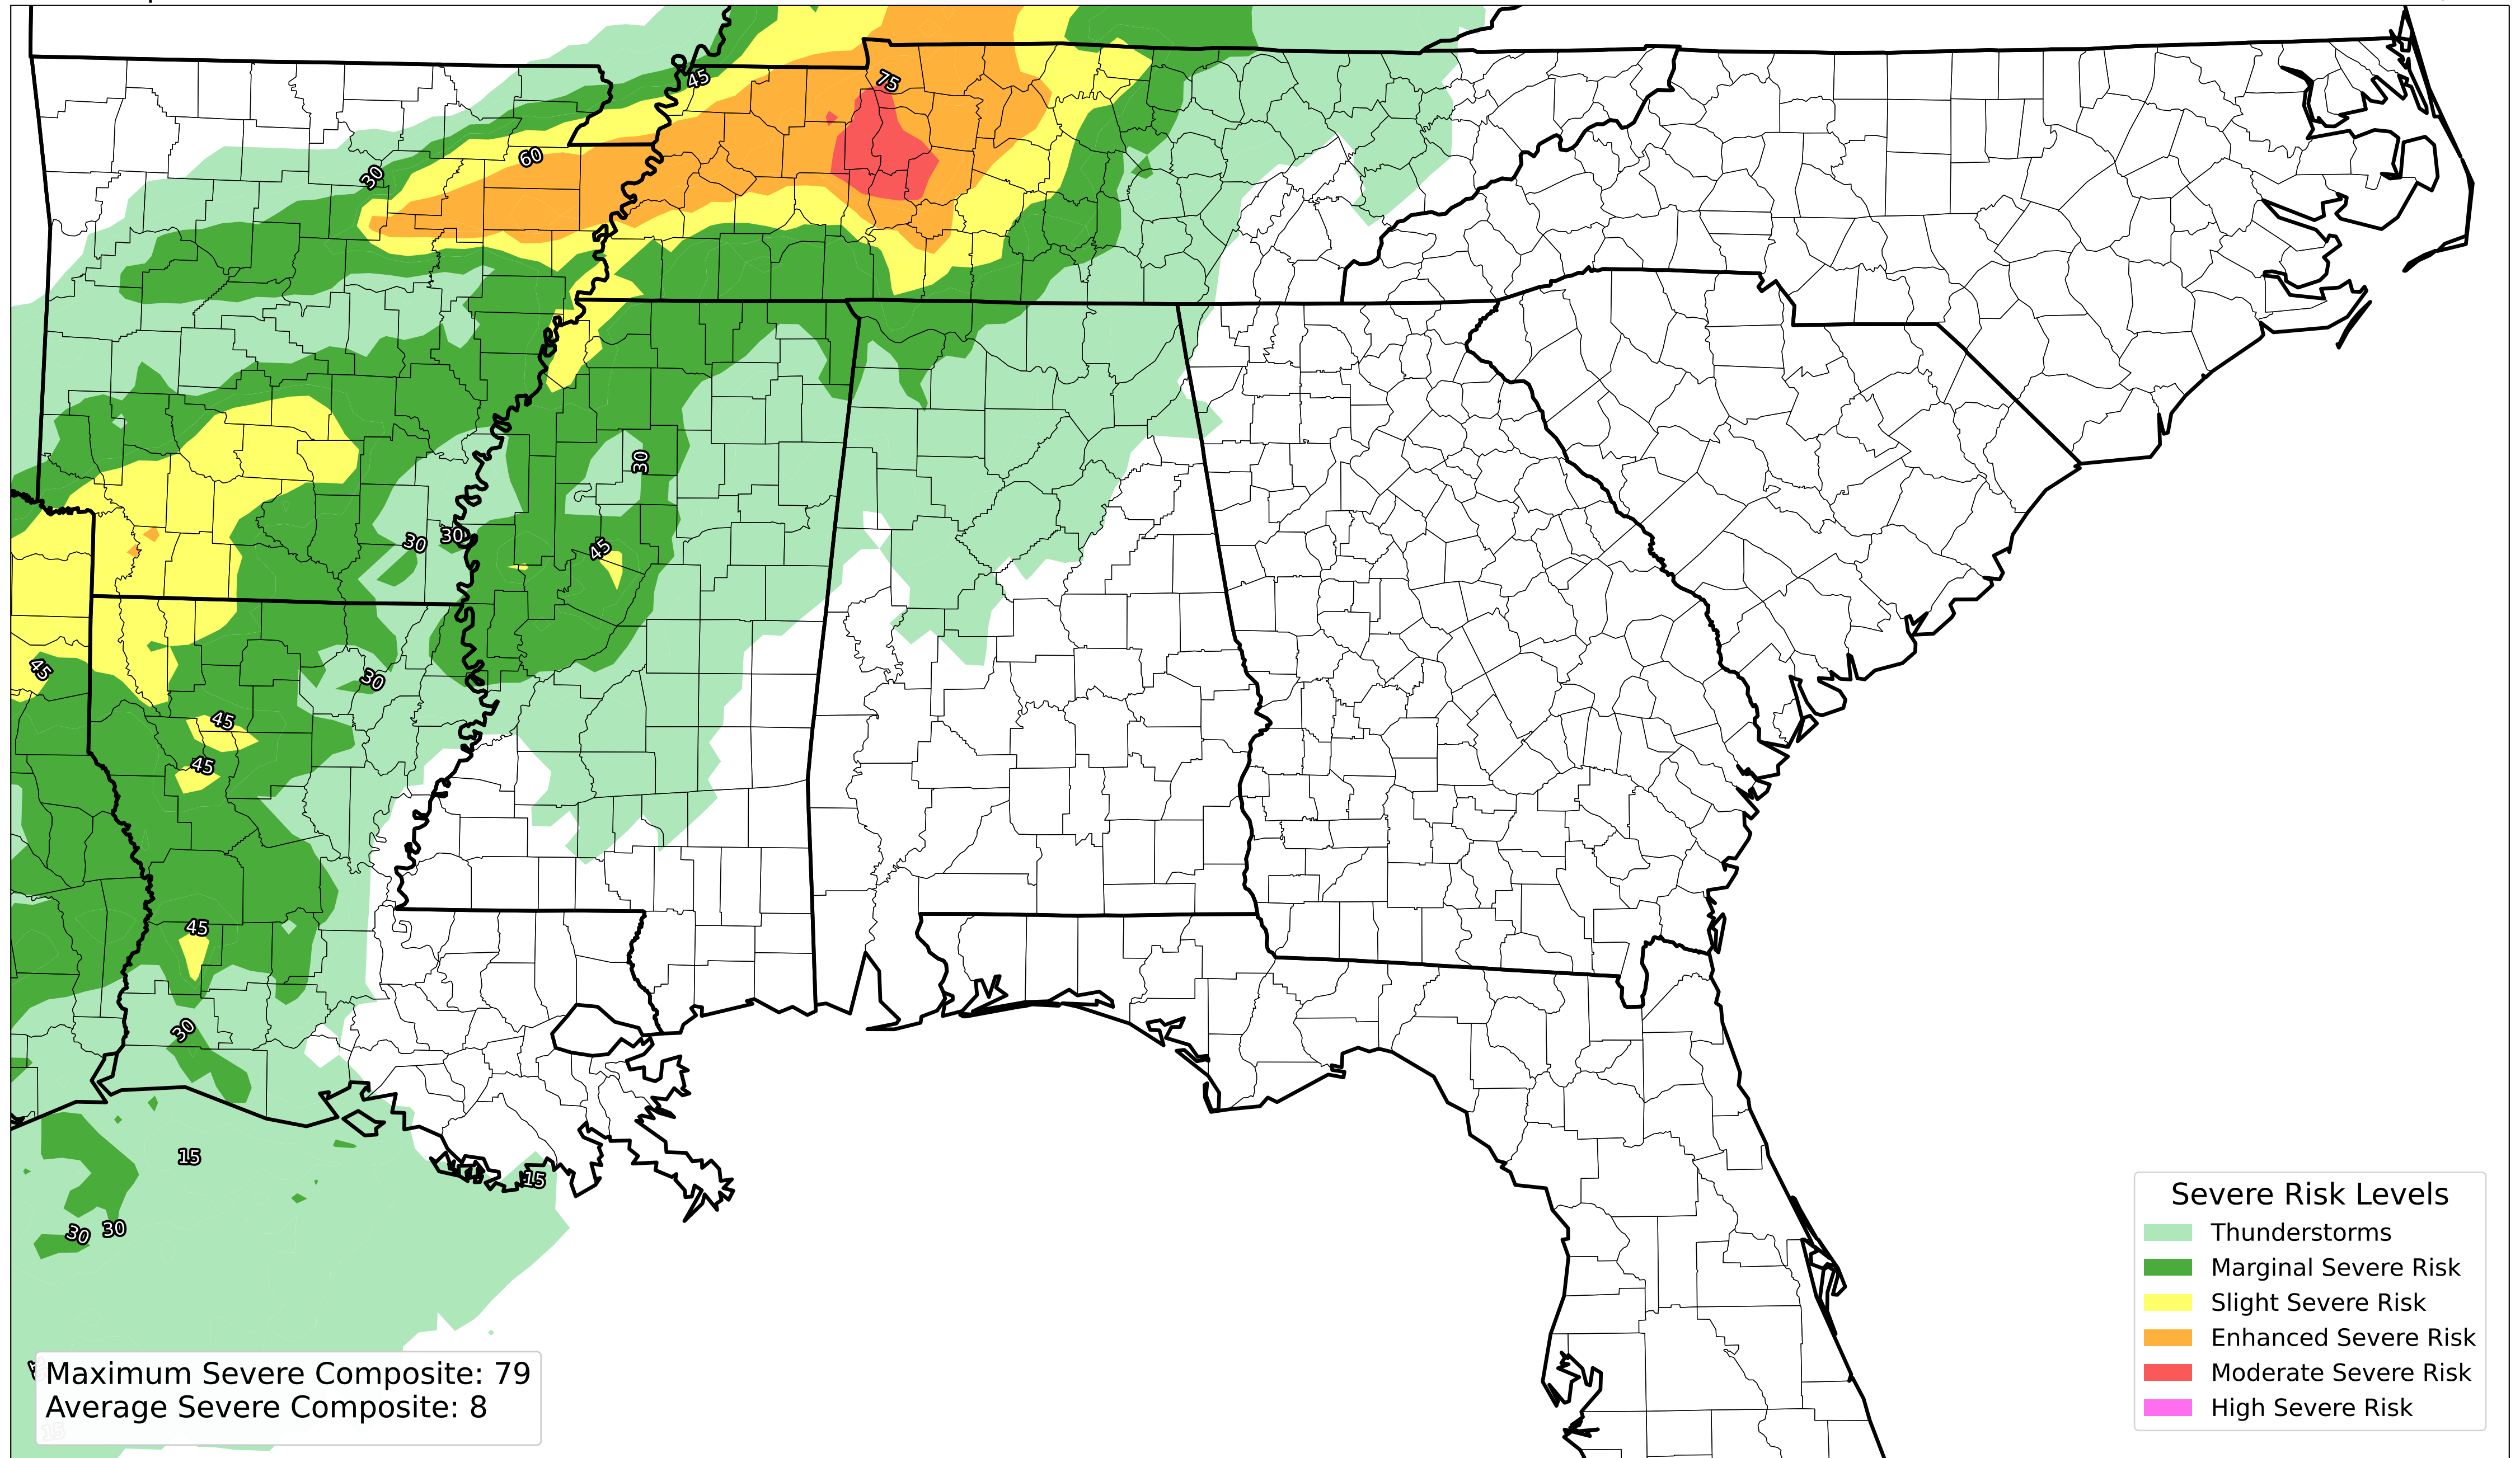 75
45
60
30
30
45
30
30
45
30
45
45
45
30
15
15
30
30
Severe Risk Levels
Thunderstorms
Marginal Severe Risk
Slight Severe Risk
Enhanced Severe Risk
Moderate Severe Risk
High Severe Risk
Maximum Severe Composite: 79
Average Severe Composite: 8
15